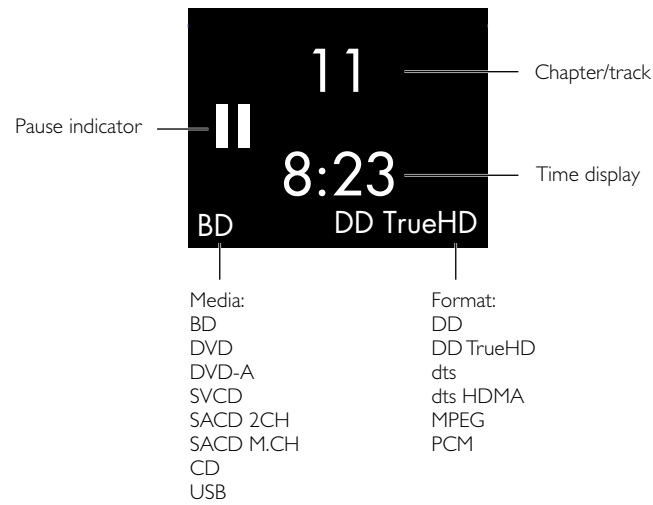 11
Chapter/track
Pause indicator
8:23
Time display
BD
DD TrueHD
Media:
BD
DVD
DVD-A
SVCD
SACD 2CH
SACD M.CH
CD
USB
Format:
DD
DD TrueHD
dts
dts HDMA
MPEG
PCM